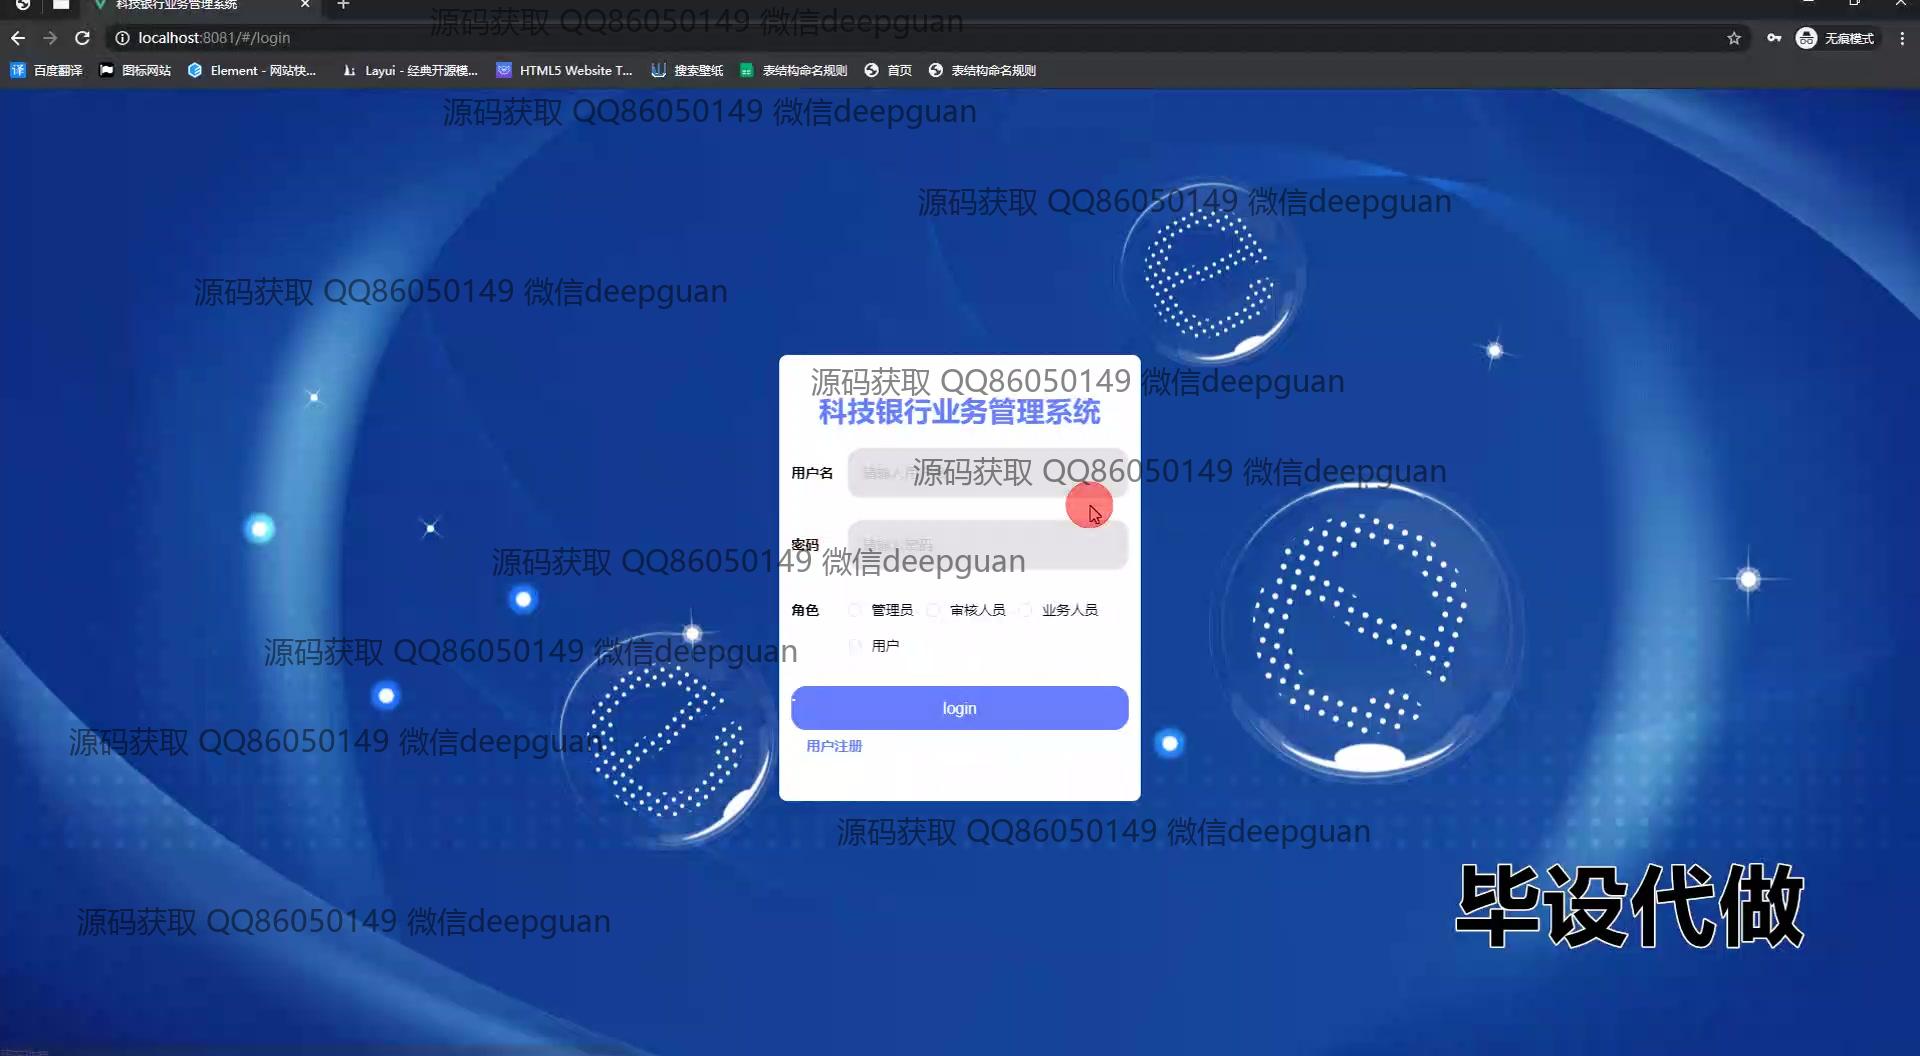 科技银行业务管理系统
源码获取 QQ86050149 微信deepguan
localhost:8081/#/login
无痕模式
百度翻译
图标网站
Element - 网站快...
Layui - 经典开源模...
HTML5 Website T...
搜索壁纸
表结构命名规则
首页
表结构命名规则
源码获取 QQ86050149 微信deepguan
源码获取 QQ86050149 微信deepguan
源码获取 QQ86050149 微信deepguan
源码获取 QQ86050149 微信deepguan
科技银行业务管理系统
用户名
源码获取 QQ86050149 微信deepguan
密码 请输入密码
源码获取 QQ86050149 微信deepguan
角色 管理员 审核人员 业务人员
用户
源码获取 QQ86050149 微信deepguan
login
源码获取 QQ86050149 微信deepguan
用户注册
源码获取 QQ86050149 微信deepguan
毕设代做
源码获取 QQ86050149 微信deepguan